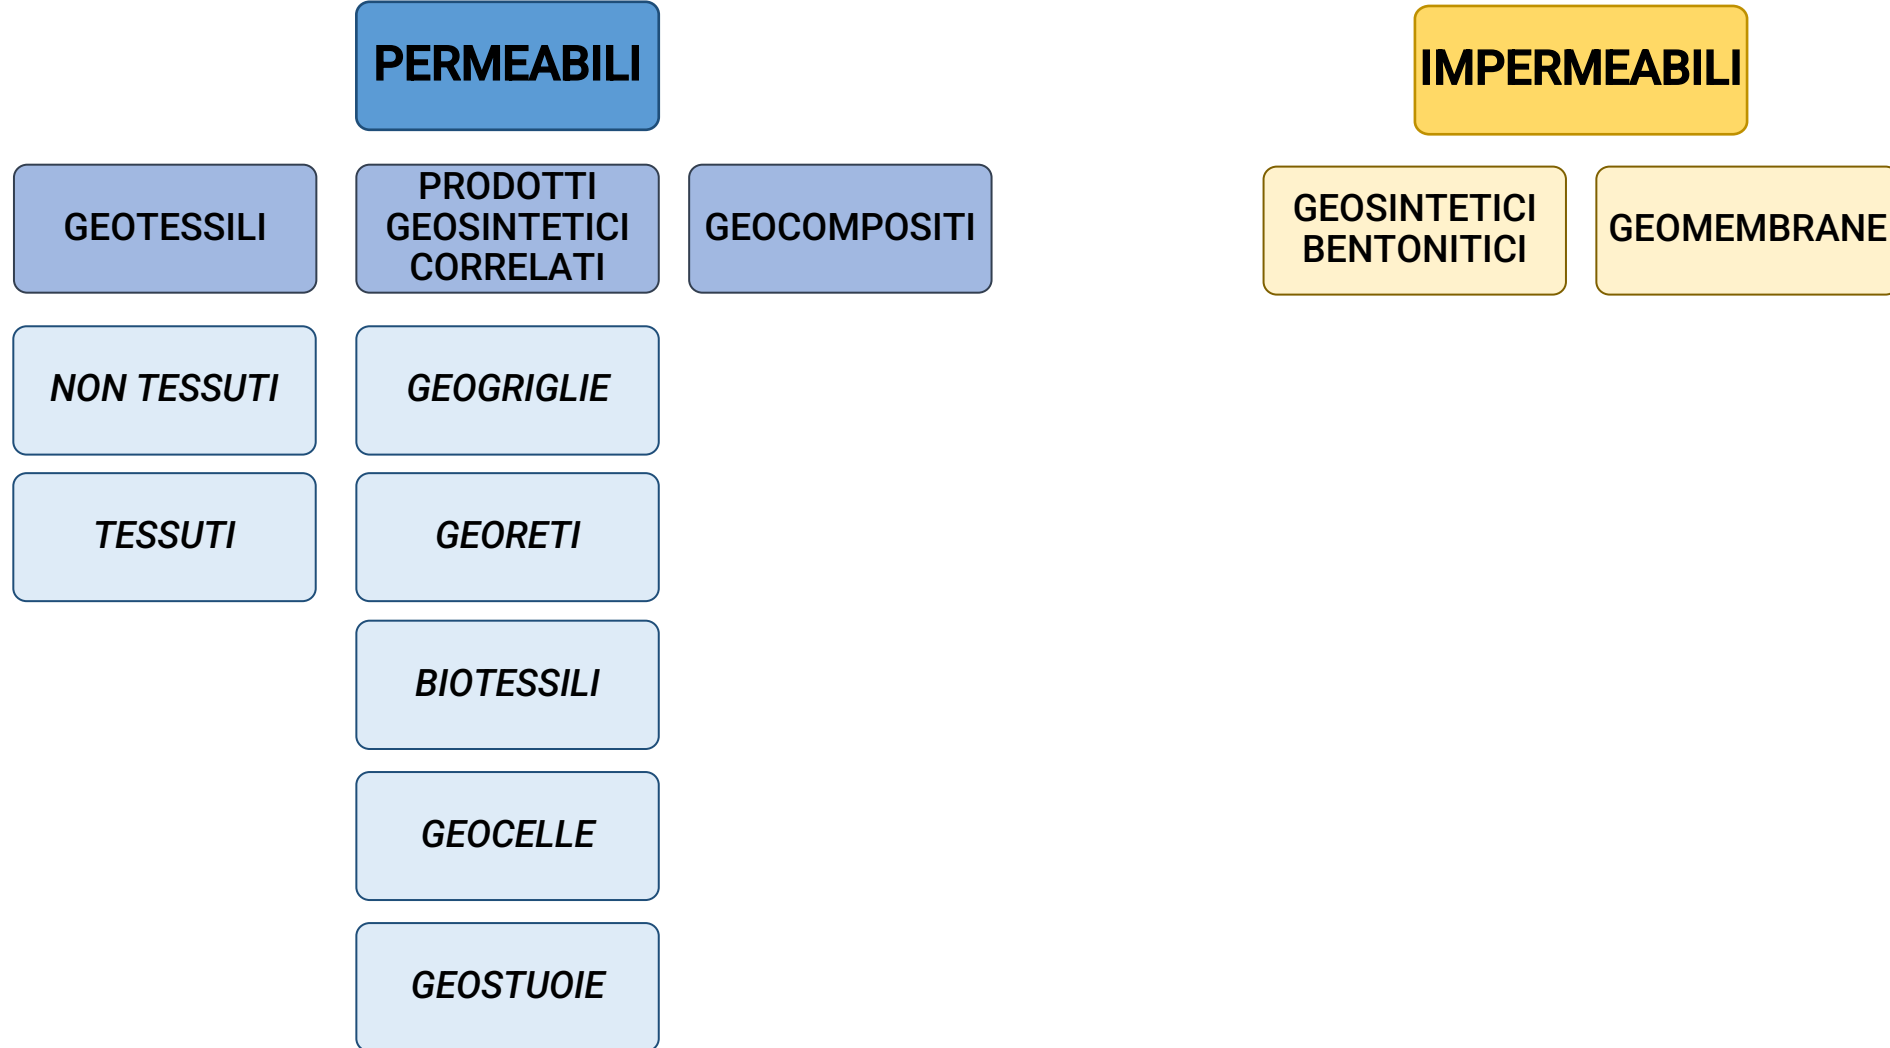 PERMEABILI
IMPERMEABILI
GEOTESSILI
PRODOTTI
GEOSINTETICI
CORRELATI
GEOCOMPOSITI
GEOSINTETICI
BENTONITICI
GEOMEMBRANE
NON TESSUTI
GEOGRIGLIE
TESSUTI
GEORETI
BIOTESSILI
GEOCELLE
GEOSTUOIE